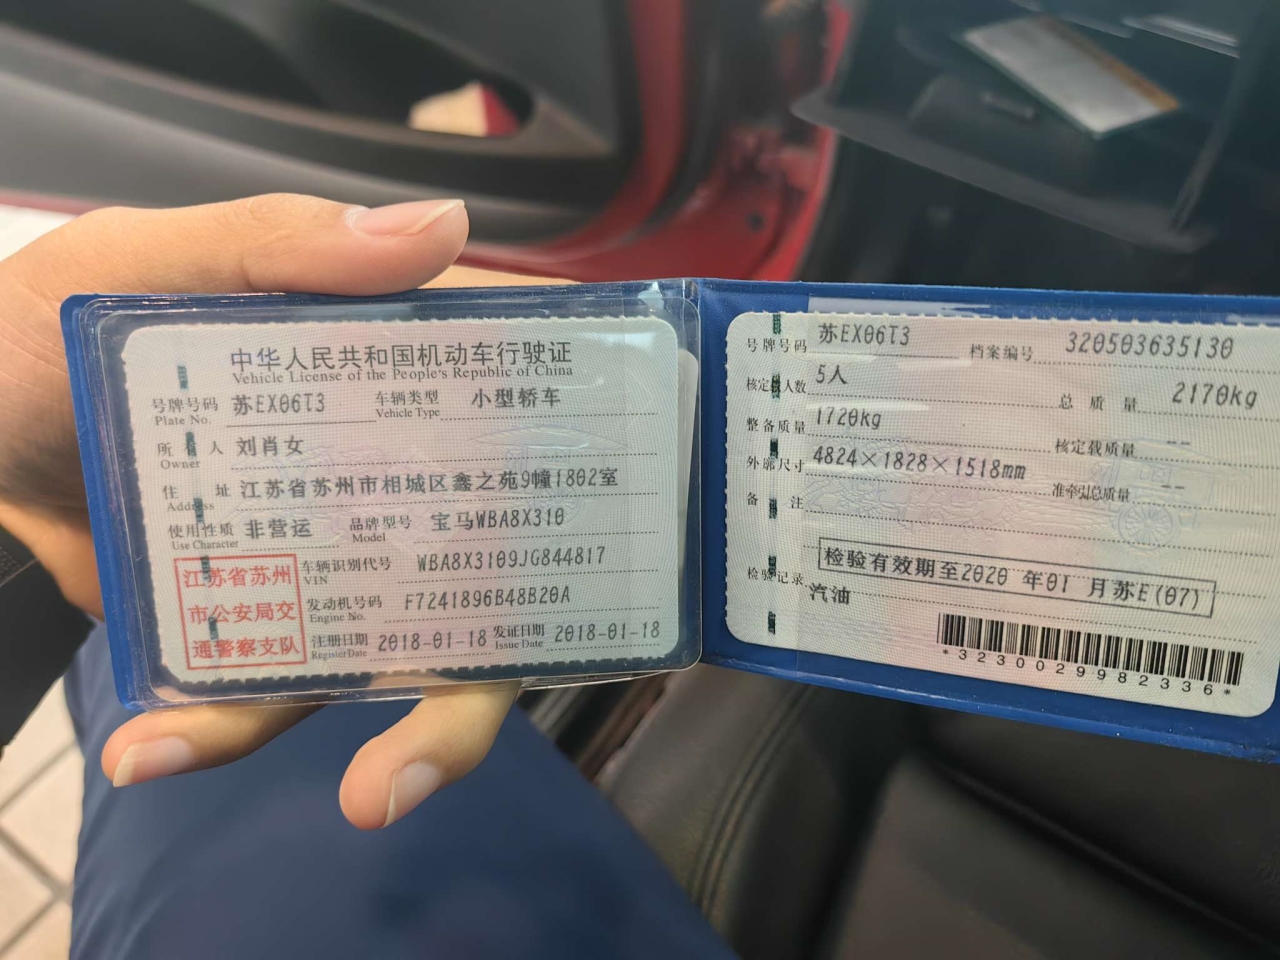 中华人民共和国机动车行驶证
Vehicle License of the People's Republic of China
号牌号码 苏EX06T3 车辆类型 小型轿车
Plate No. Vehicle Type
所有人 刘肖女
Owner
住址 江苏省苏州市相城区鑫之苑9幢1802室
Address
使用性质 非营运 品牌型号 宝马WBA8X310
Use Character Model
江苏省苏州
市公安局交
通警察支队
车辆识别代号 WBA8X3109JG844817
VIN
发动机号码 F7241896B48B20A
Engine No.
注册日期 2018-01-18 发证日期 2018-01-18
Register Date Issue Date
号牌号码 苏EX06T3 档案编号 320503635130
核定载人数 5人 总质量 2170kg
整备质量 1720kg 核定载质量 --
外廓尺寸 4824×1828×1518mm 准牵引总质量 --
备注
检验有效期至2020 年01 月苏E(07)
检验记录
汽油
*3230029982336*